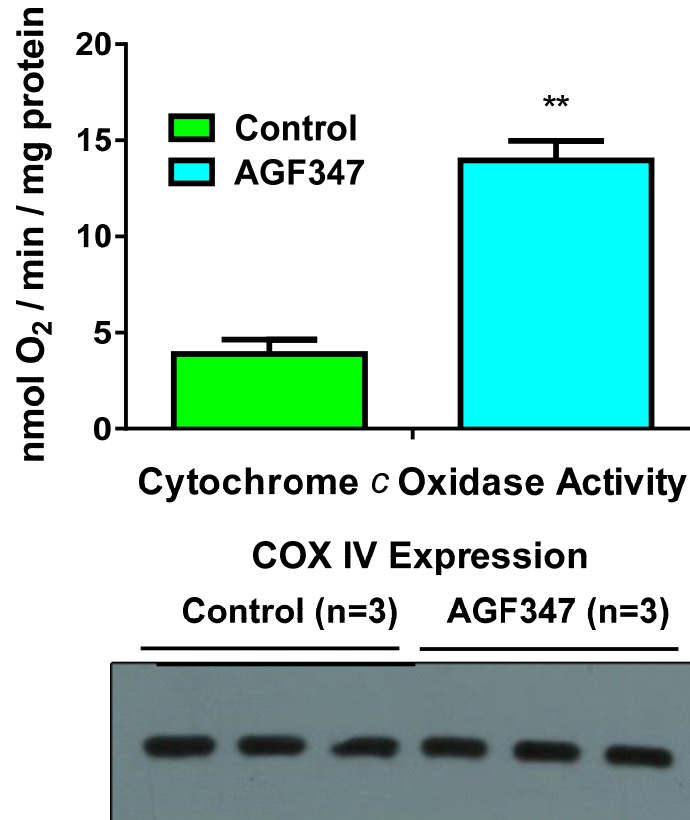 nmol O₂ / min / mg protein
20
15
10
5
0
**
Control
AGF347
Cytochrome c Oxidase Activity
COX IV Expression
Control (n=3) AGF347 (n=3)